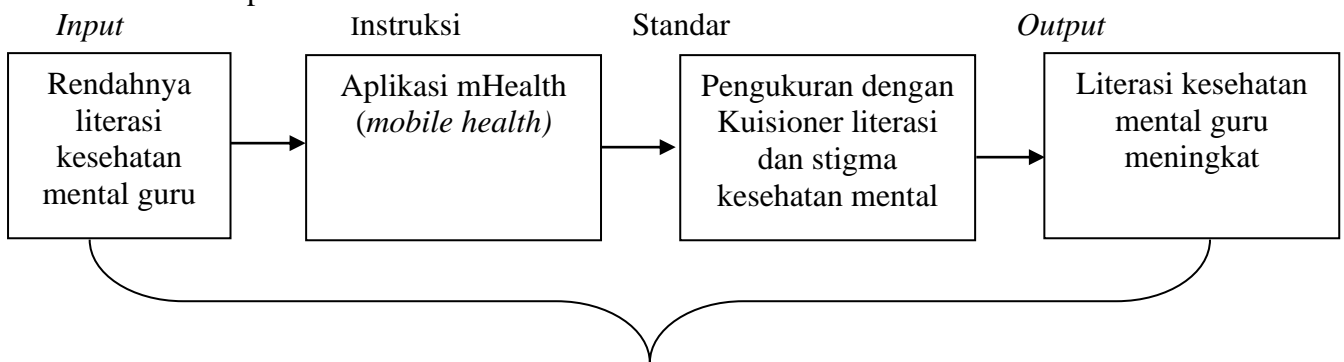 Input Instruksi Standar Output
Rendahnya
literasi
kesehatan
mental guru
Aplikasi mHealth
(mobile health)
Pengukuran dengan
Kuisioner literasi
dan stigma
kesehatan mental
Literasi kesehatan
mental guru
meningkat